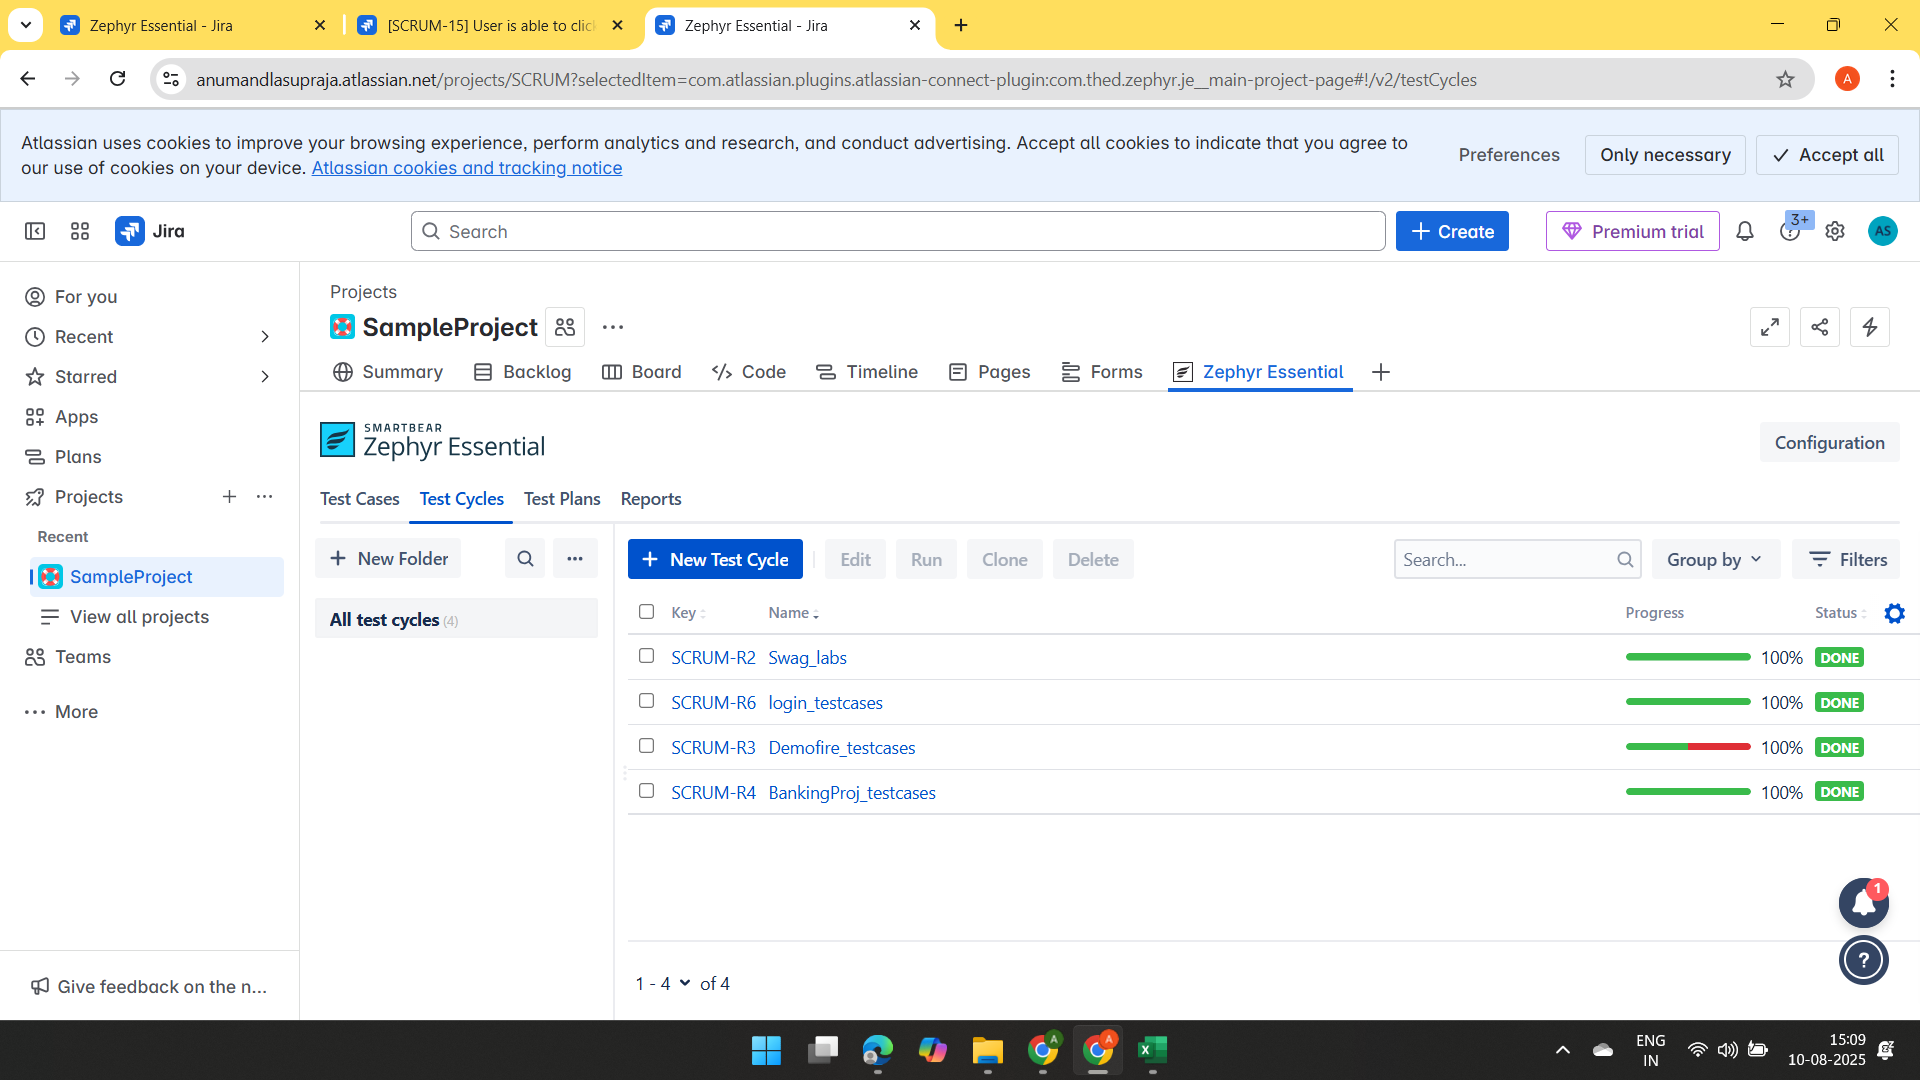 Zephyr Essential - Jira
[SCRUM-15] User is able to clic
Zephyr Essential - Jira
anumandlasupraja.atlassian.net/projects/SCRUM?selectedItem=com.atlassian.plugins.atlassian-connect-plugin:com.thed.zephyr.je__main-project-page#!/v2/testCycles
A
Atlassian uses cookies to improve your browsing experience, perform analytics and research, and conduct advertising. Accept all cookies to indicate that you agree to
our use of cookies on your device. Atlassian cookies and tracking notice
Preferences
Only necessary
Accept all
Jira
Search
Create
Premium trial
3+
AS
For you
Recent
Starred
Apps
Plans
Projects
Recent
SampleProject
View all projects
Teams
More
Give feedback on the n...
Projects
SampleProject
Summary
Backlog
Board
Code
Timeline
Pages
Forms
Zephyr Essential
SMARTBEAR
Zephyr Essential
Configuration
Test Cases
Test Cycles
Test Plans
Reports
New Folder
All test cycles (4)
New Test Cycle
Edit
Run
Clone
Delete
Search...
Group by
Filters
Key Name Progress Status
SCRUM-R2 Swag_labs 100% DONE
SCRUM-R6 login_testcases 100% DONE
SCRUM-R3 Demofire_testcases 100% DONE
SCRUM-R4 BankingProj_testcases 100% DONE
1
?
1 - 4 of 4
A
A
ENG
IN
15:09
10-08-2025